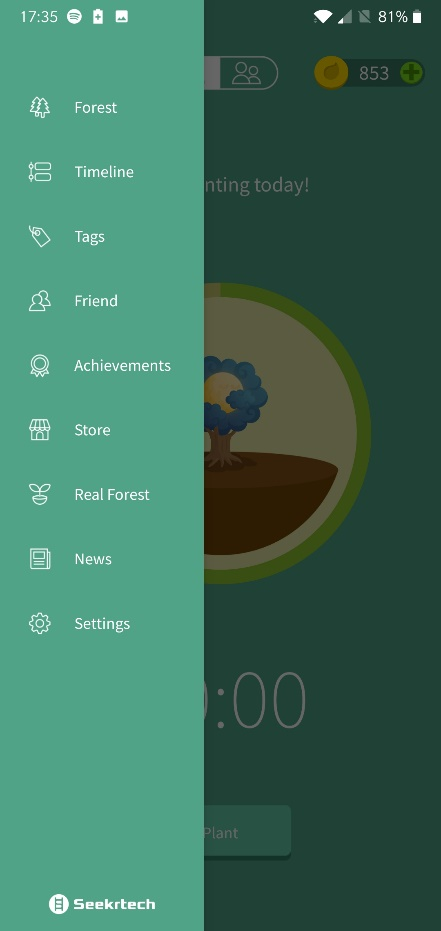 17:35
81%
853
nting today!
Forest
Timeline
Tags
Friend
Achievements
Store
Real Forest
News
Settings
:00
Plant
Seekrtech